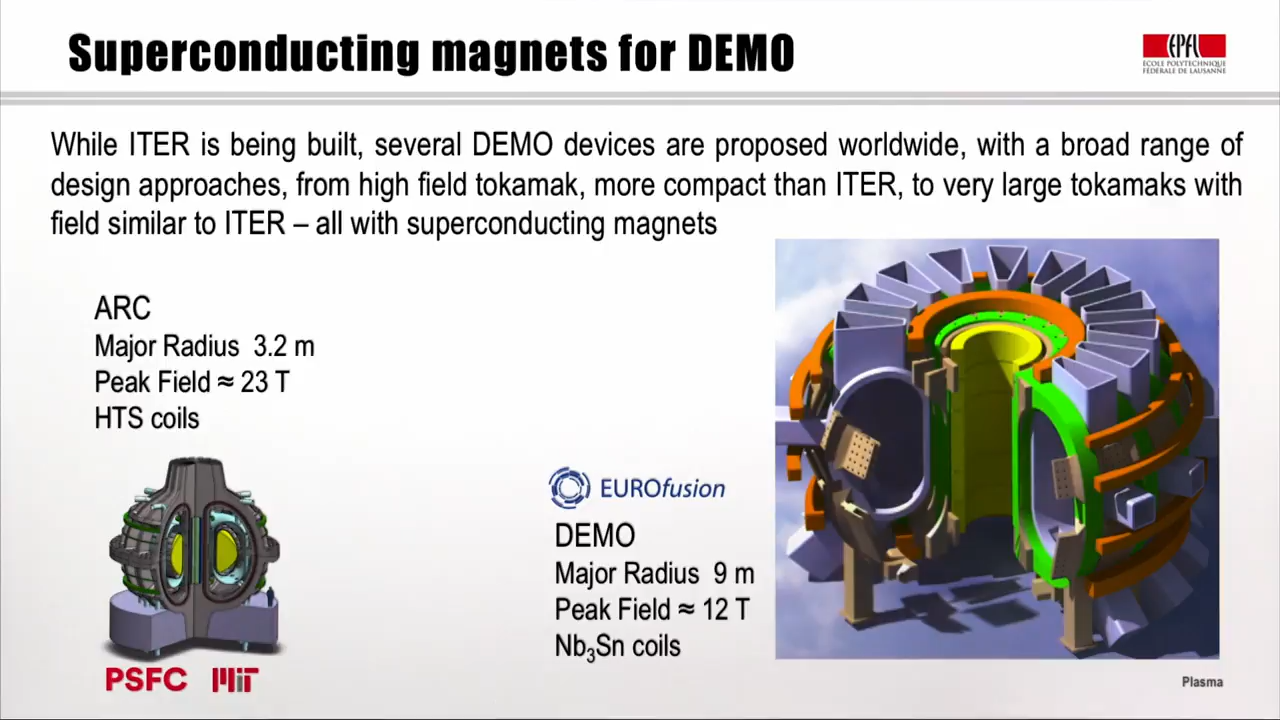 Superconducting magnets for DEMO
EPFL
ÉCOLE POLYTECHNIQUE
FÉDÉRALE DE LAUSANNE
While ITER is being built, several DEMO devices are proposed worldwide, with a broad range of
design approaches, from high field tokamak, more compact than ITER, to very large tokamaks with
field similar to ITER – all with superconducting magnets
ARC
Major Radius 3.2 m
Peak Field ≈ 23 T
HTS coils
PSFC MIT
EUROfusion
DEMO
Major Radius 9 m
Peak Field ≈ 12 T
Nb₃Sn coils
Plasma